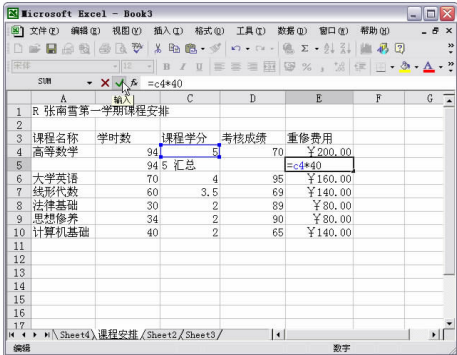 Microsoft Excel - Book3
文件(F) 编辑(E) 视图(V) 插入(I) 格式(O) 工具(T) 数据(D) 窗口(W) 帮助(H)
宋体 12 B I U
SUM =c4*40
输入
A B C D E F G
1 R 张南雪第一学期课程安排
2
3 课程名称 学时数 课程学分 考核成绩 重修费用
4 高等数学 94 5 70 ￥200.00
5 94 5 汇总 =c4*40
6 大学英语 70 4 95 ￥160.00
7 线形代数 60 3.5 69 ￥140.00
8 法律基础 30 2 89 ￥80.00
9 思想修养 34 2 90 ￥80.00
10 计算机基础 40 2 65 ￥140.00
11
12
13
14
15
16
17
Sheet4 课程安排 Sheet2 Sheet3
编辑 数字